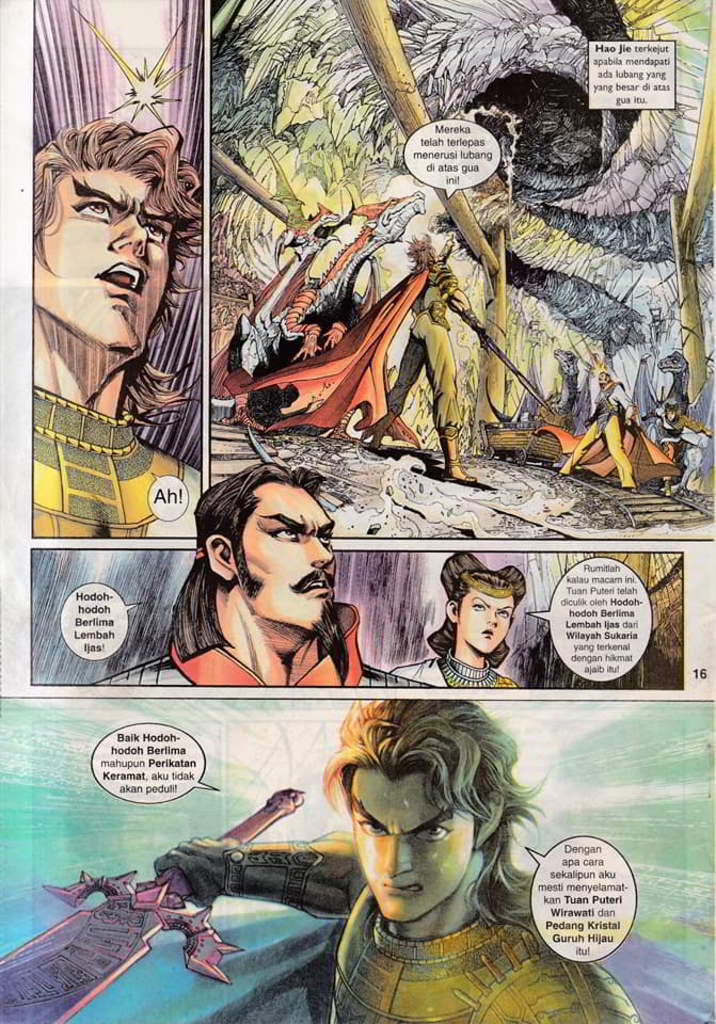 Hao Jie terkejut
apabila mendapati
ada lubang yang
yang besar di atas
gua itu.
Mereka
telah terlepas
menerusi lubang
di atas gua
ini!
Ah!
Hodoh-
hodoh
Berlima
Lembah
Ijas!
Rumitlah
kalau macam ini.
Tuan Puteri telah
diculik oleh Hodoh-
hodoh Berlima
Lembah Ijas dari
Wilayah Sukaria
yang terkenal
dengan hikmat
ajaib itu!
16
Baik Hodoh-
hodoh Berlima
mahupun Perikatan
Keramat, aku tidak
akan peduli!
Dengan
apa cara
sekalipun aku
mesti menyelamat-
kan Tuan Puteri
Wirawati dan
Pedang Kristal
Guruh Hijau
itu!